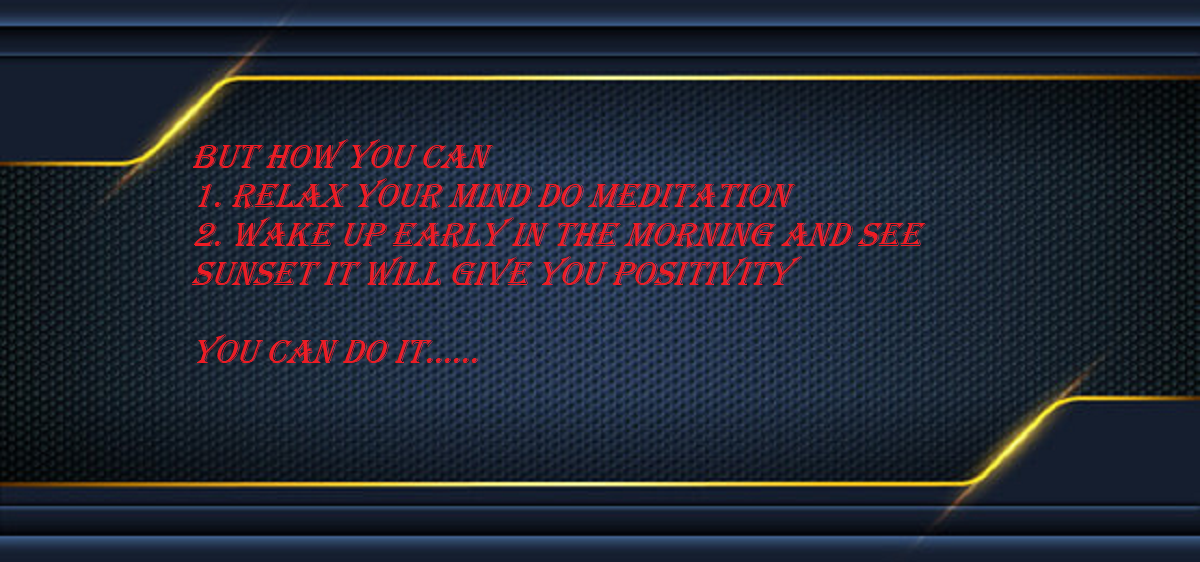 BUT HOW YOU CAN
1. RELAX YOUR MIND DO MEDITATION
2. WAKE UP EARLY IN THE MORNING AND SEE
SUNSET IT WILL GIVE YOU POSITIVITY
YOU CAN DO IT......